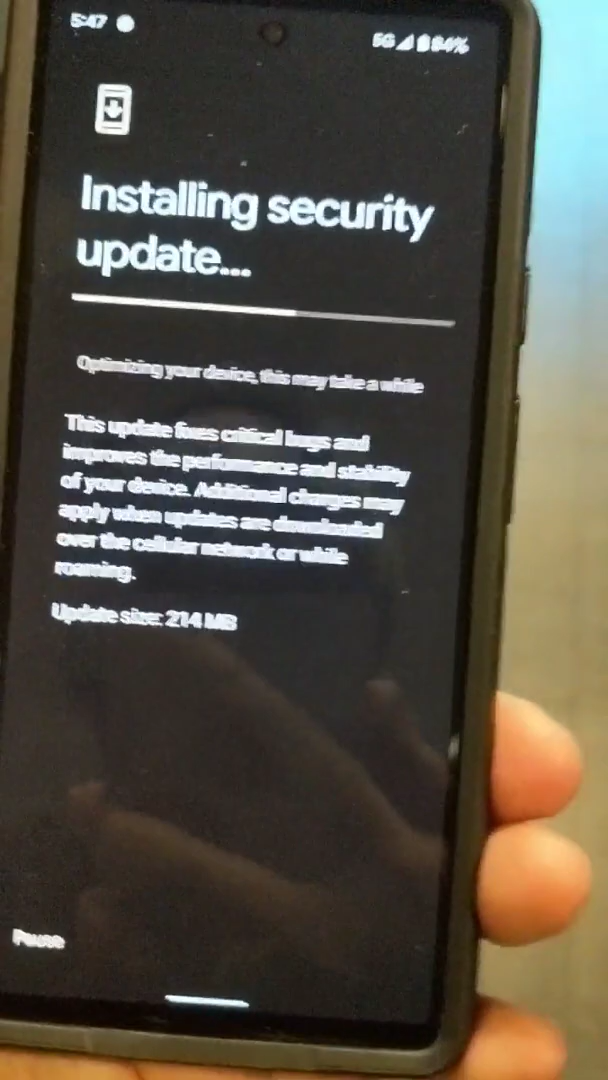 5:47
5G 84%
Installing security
update...
Optimizing your device, this may take a while
This update fixes critical bugs and
improves the performance and stability
of your device. Additional charges may
apply when updates are downloaded
over the cellular network or while
roaming.
Update size: 214 MB
Pause